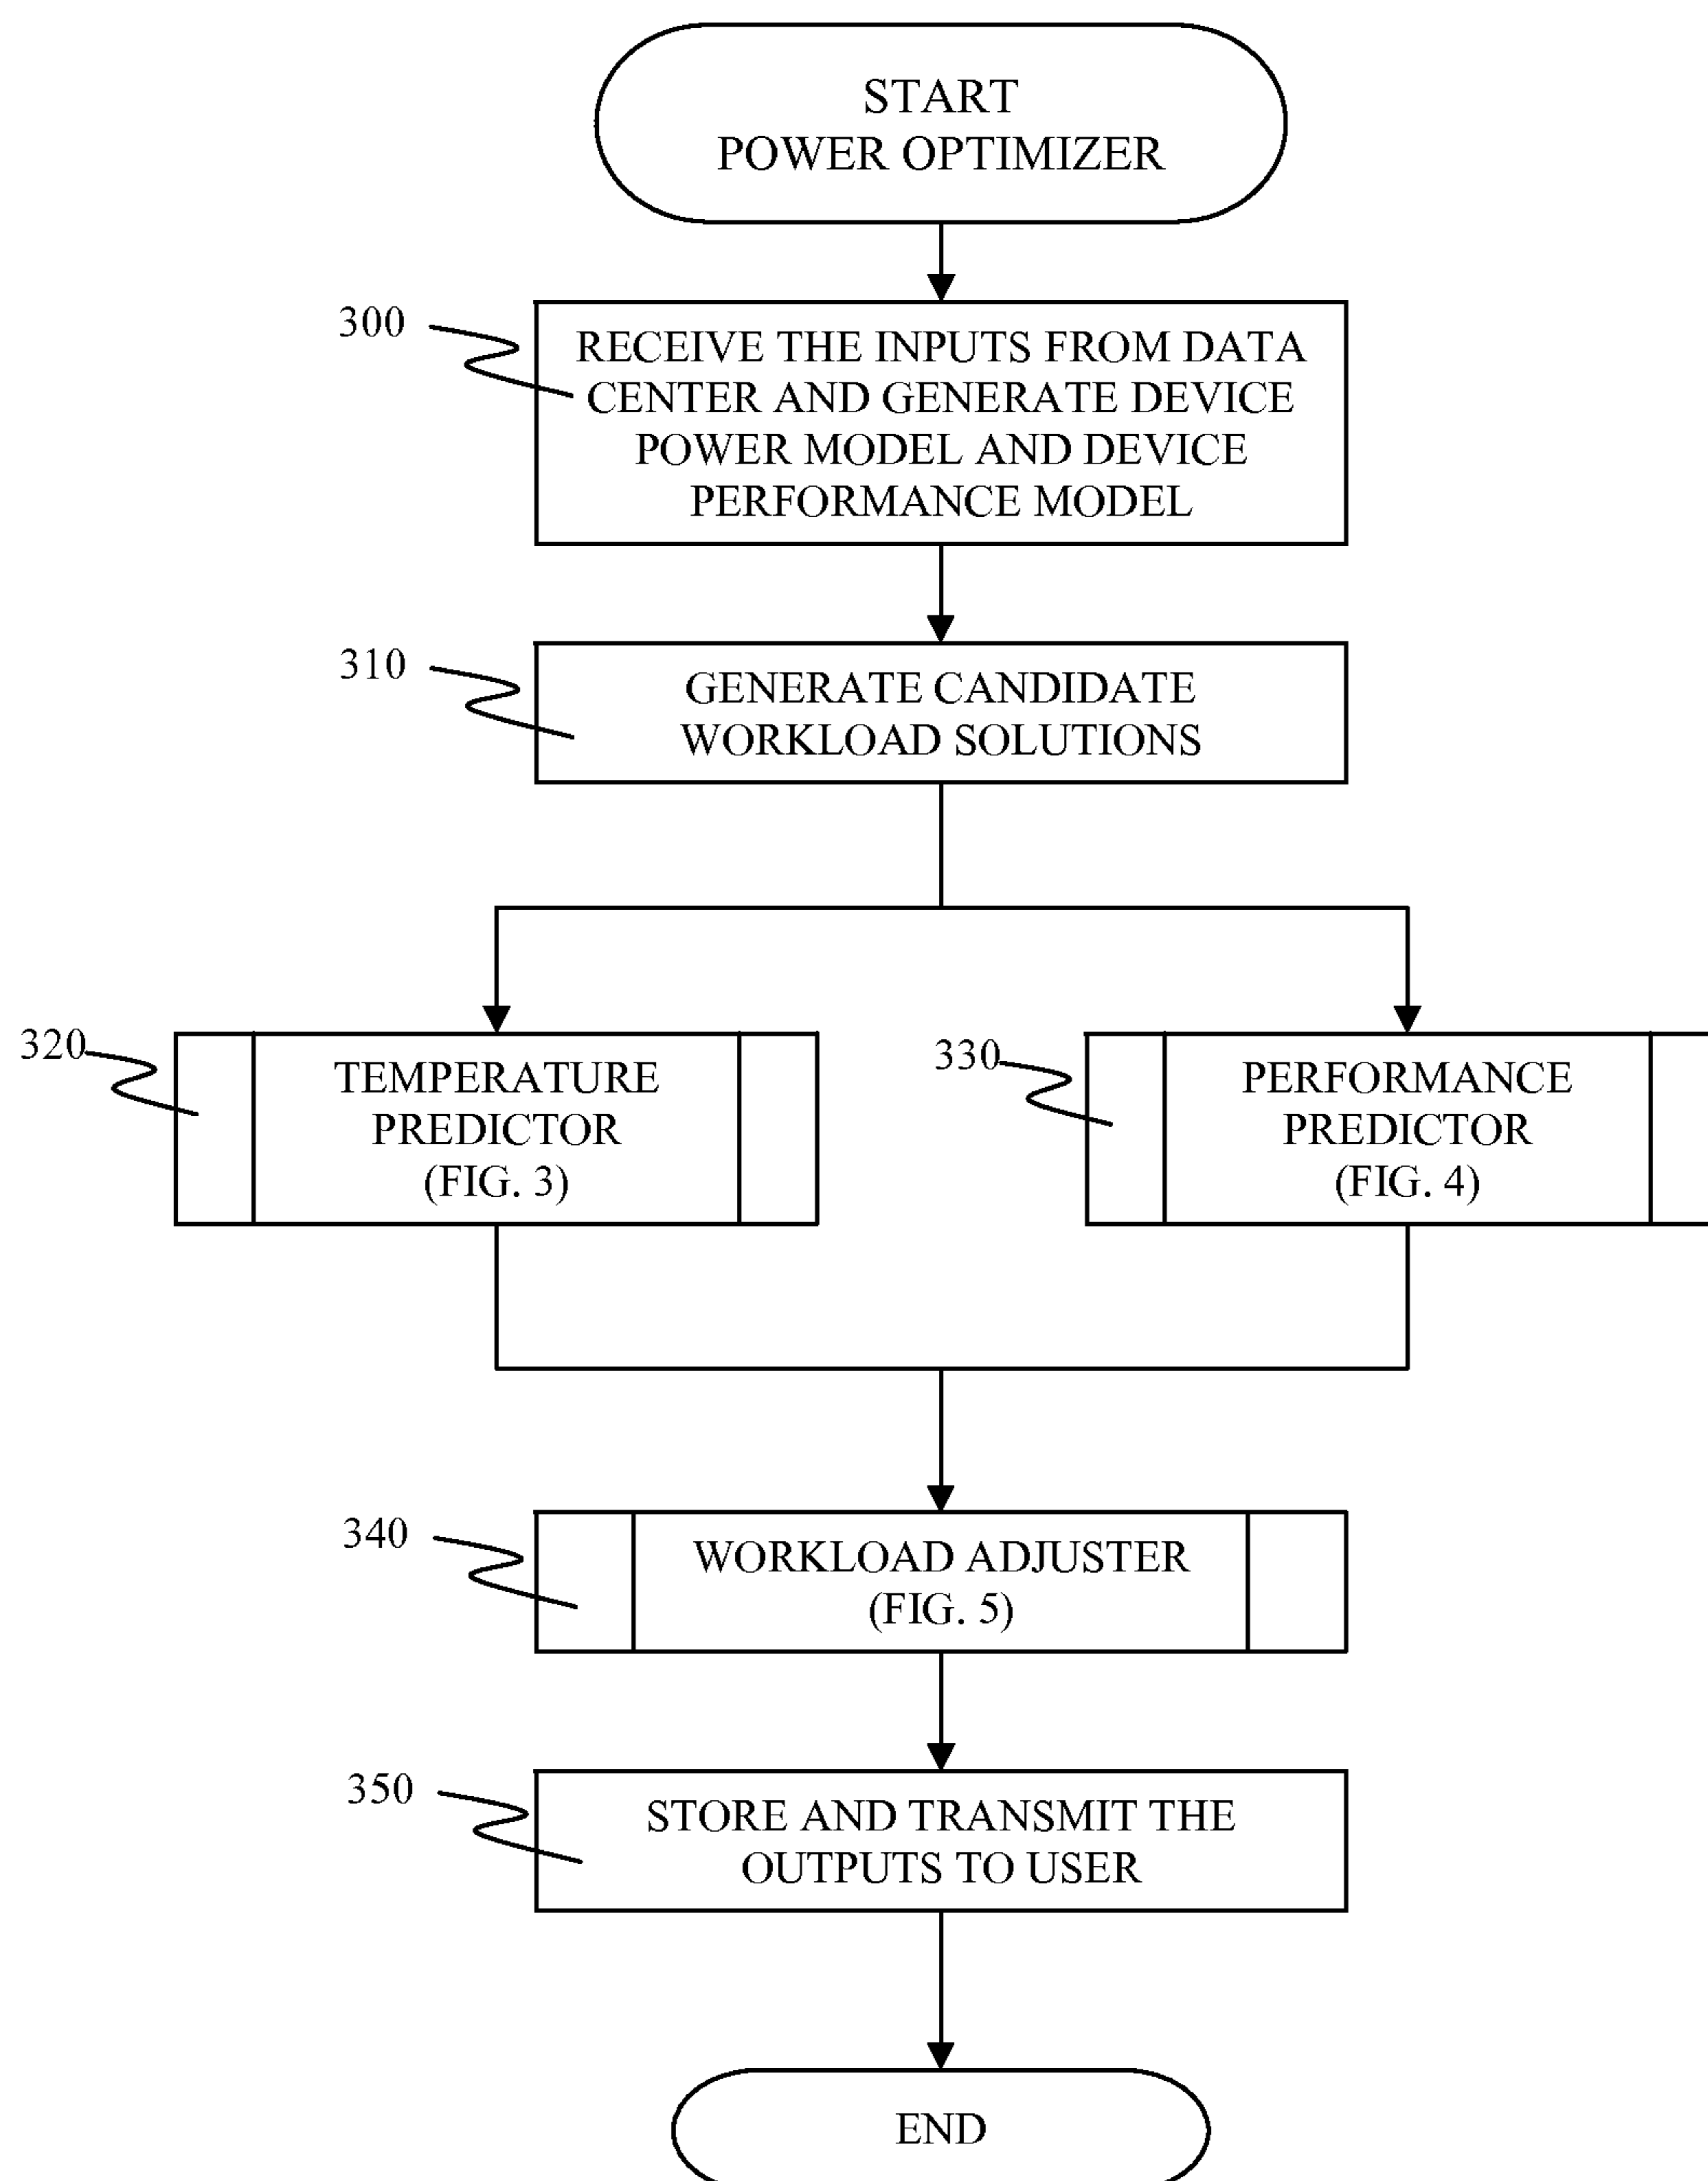 START
POWER OPTIMIZER
300
RECEIVE THE INPUTS FROM DATA
CENTER AND GENERATE DEVICE
POWER MODEL AND DEVICE
PERFORMANCE MODEL
310
GENERATE CANDIDATE
WORKLOAD SOLUTIONS
320
TEMPERATURE
PREDICTOR
(FIG. 3)
330
PERFORMANCE
PREDICTOR
(FIG. 4)
340
WORKLOAD ADJUSTER
(FIG. 5)
350
STORE AND TRANSMIT THE
OUTPUTS TO USER
END